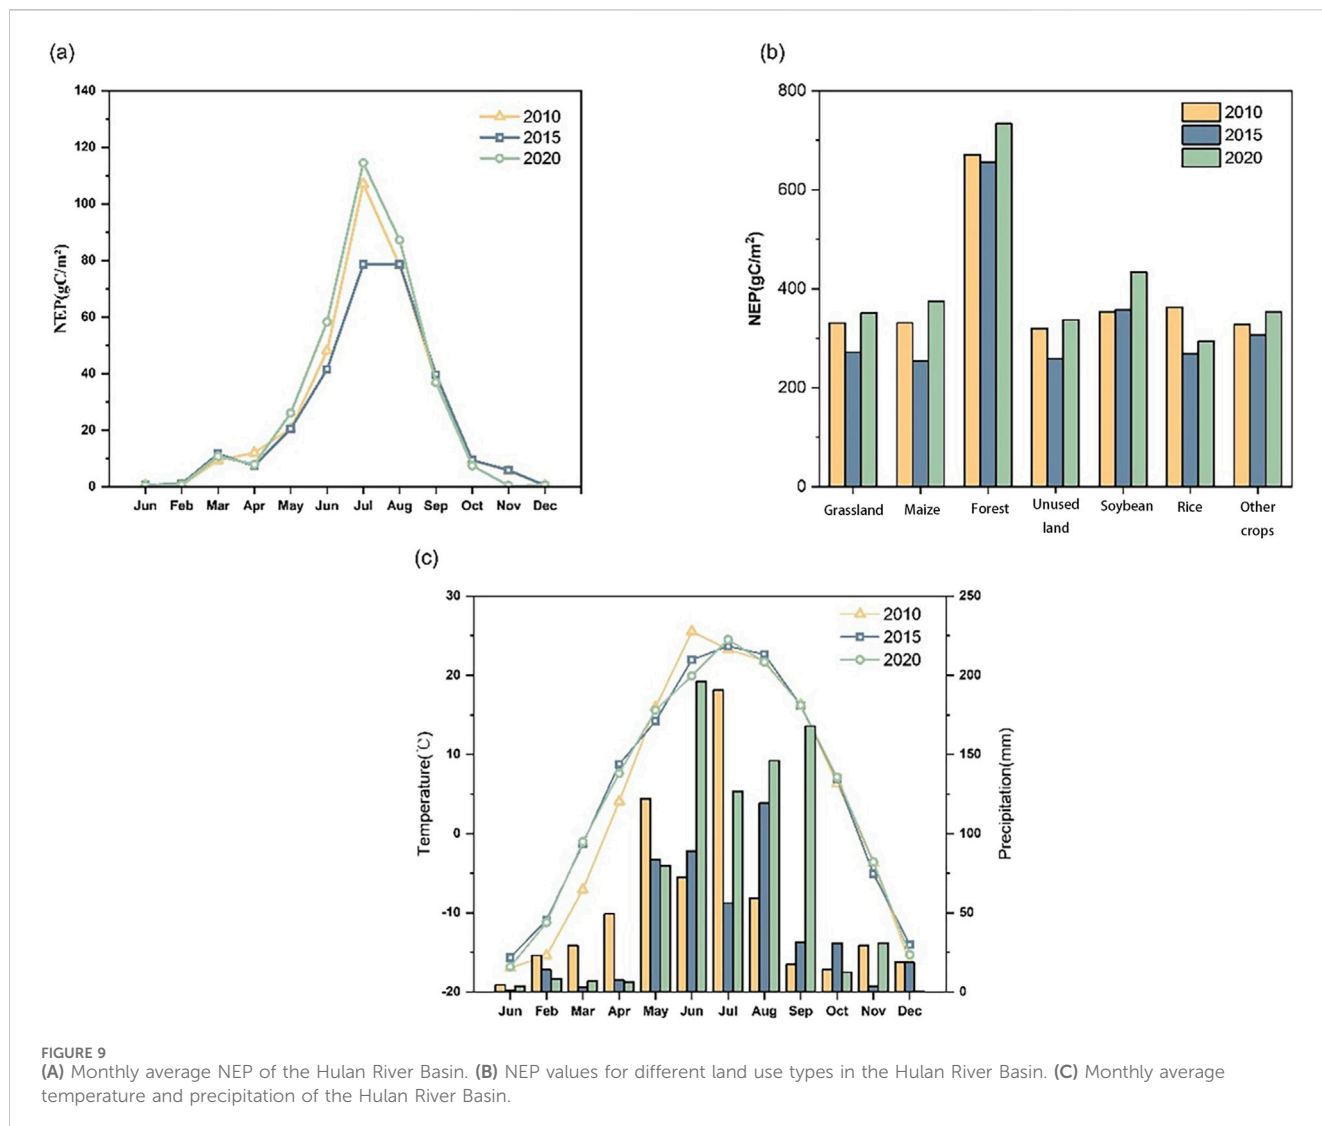 (a)
140
120
100
80
60
40
20
0
NEP(gC/m²)
2010
2015
2020
Jun Feb Mar Apr May Jun Jul Aug Sep Oct Nov Dec
(b)
800
600
400
200
0
NEP(gC/m²)
2010
2015
2020
Grassland Maize Forest Unused land Soybean Rice Other crops
(c)
30
20
10
0
-10
-20
Temperature(℃)
2010
2015
2020
250
200
150
100
50
0
Precipitation(mm)
Jun Feb Mar Apr May Jun Jul Aug Sep Oct Nov Dec
FIGURE 9
(A) Monthly average NEP of the Hulan River Basin. (B) NEP values for different land use types in the Hulan River Basin. (C) Monthly average
temperature and precipitation of the Hulan River Basin.